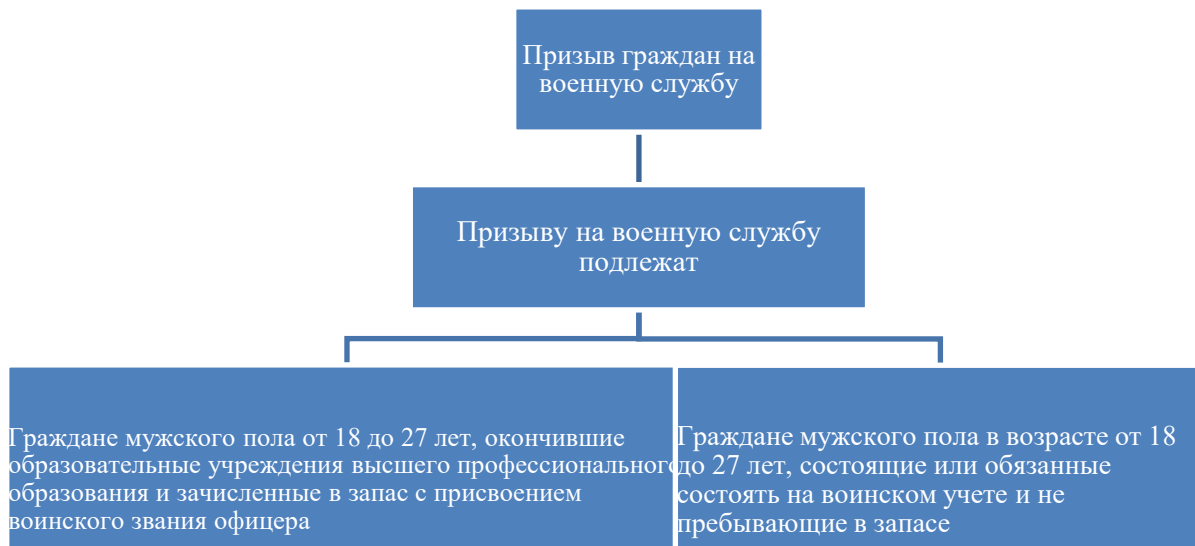 Призыв граждан на
военную службу
Призыву на военную службу
подлежат
Граждане мужского пола от 18 до 27 лет, окончившие
образовательные учреждения высшего профессионального
образования и зачисленные в запас с присвоением
воинского звания офицера
Граждане мужского пола в возрасте от 18
до 27 лет, состоящие или обязанные
состоять на воинском учете и не
пребывающие в запасе